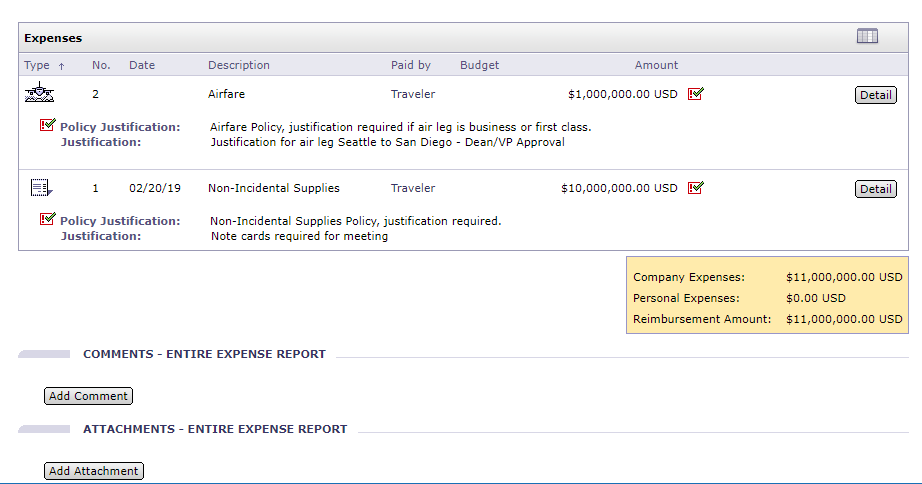 Expenses
Type ↑ No. Date Description Paid by Budget Amount
2 Airfare Traveler $1,000,000.00 USD Detail
Policy Justification: Airfare Policy, justification required if air leg is business or first class.
Justification: Justification for air leg Seattle to San Diego - Dean/VP Approval
1 02/20/19 Non-Incidental Supplies Traveler $10,000,000.00 USD Detail
Policy Justification: Non-Incidental Supplies Policy, justification required.
Justification: Note cards required for meeting
Company Expenses: $11,000,000.00 USD
Personal Expenses: $0.00 USD
Reimbursement Amount: $11,000,000.00 USD
COMMENTS - ENTIRE EXPENSE REPORT
Add Comment
ATTACHMENTS - ENTIRE EXPENSE REPORT
Add Attachment